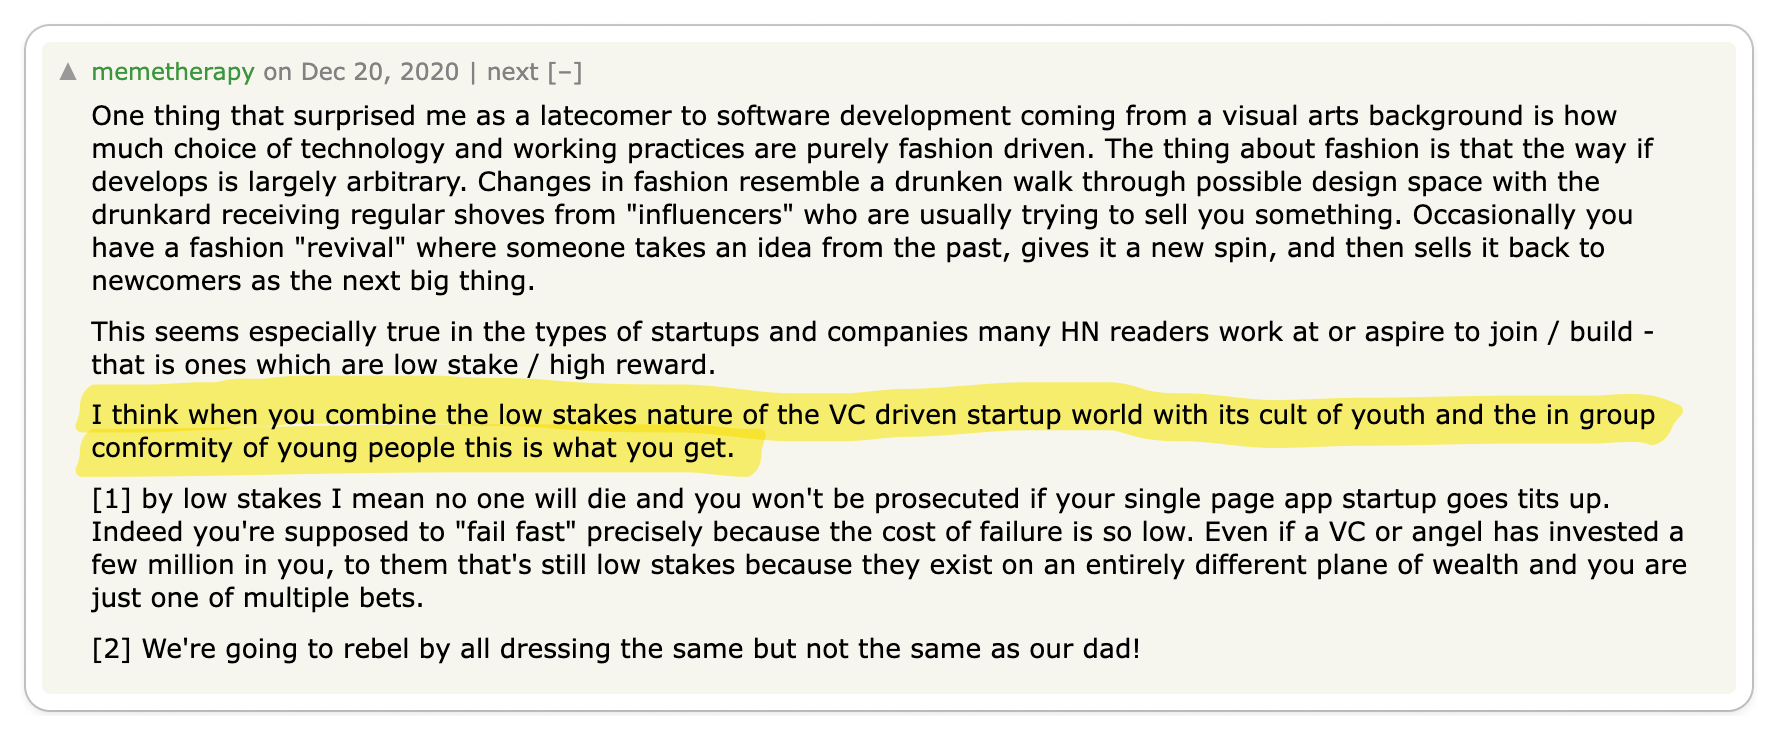 ▲ memetherapy on Dec 20, 2020 | next [–]
One thing that surprised me as a latecomer to software development coming from a visual arts background is how
much choice of technology and working practices are purely fashion driven. The thing about fashion is that the way if
develops is largely arbitrary. Changes in fashion resemble a drunken walk through possible design space with the
drunkard receiving regular shoves from "influencers" who are usually trying to sell you something. Occasionally you
have a fashion "revival" where someone takes an idea from the past, gives it a new spin, and then sells it back to
newcomers as the next big thing.
This seems especially true in the types of startups and companies many HN readers work at or aspire to join / build -
that is ones which are low stake / high reward.
I think when you combine the low stakes nature of the VC driven startup world with its cult of youth and the in group
conformity of young people this is what you get.
[1] by low stakes I mean no one will die and you won't be prosecuted if your single page app startup goes tits up.
Indeed you're supposed to "fail fast" precisely because the cost of failure is so low. Even if a VC or angel has invested a
few million in you, to them that's still low stakes because they exist on an entirely different plane of wealth and you are
just one of multiple bets.
[2] We're going to rebel by all dressing the same but not the same as our dad!